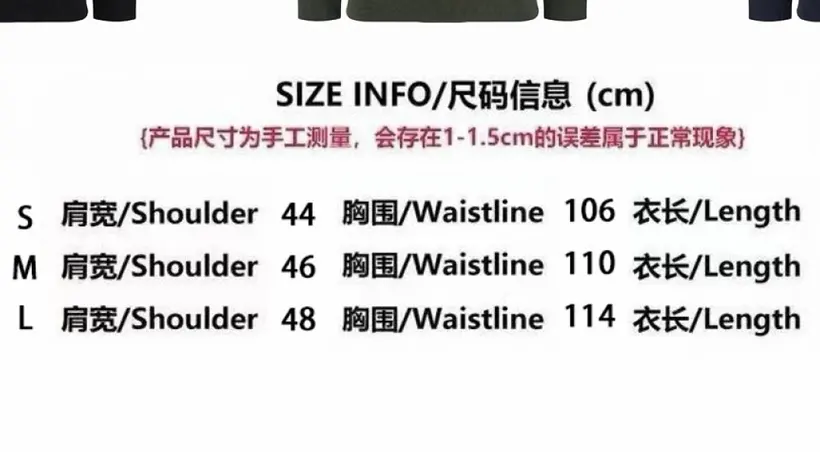 SIZE INFO/尺码信息 (cm)
{产品尺寸为手工测量，会存在1-1.5cm的误差属于正常现象}
S 肩宽/Shoulder 44 胸围/Waistline 106 衣长/Length
M 肩宽/Shoulder 46 胸围/Waistline 110 衣长/Length
L 肩宽/Shoulder 48 胸围/Waistline 114 衣长/Length